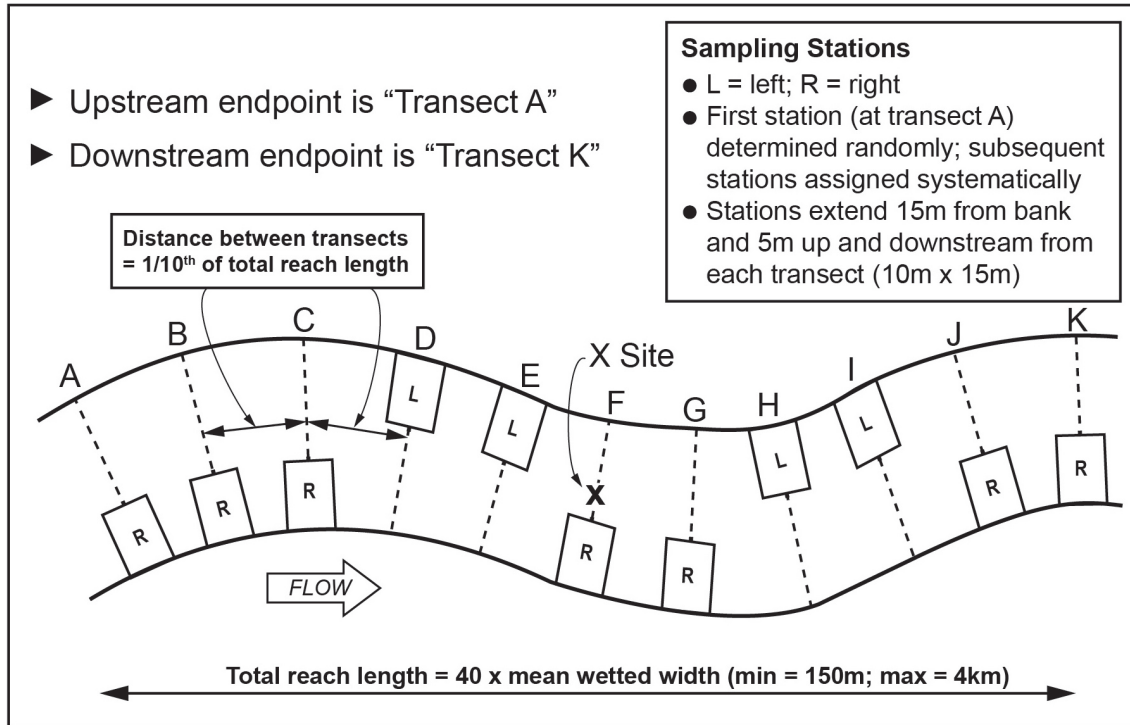 ► Upstream endpoint is “Transect A”
► Downstream endpoint is “Transect K”
Sampling Stations
● L = left; R = right
● First station (at transect A)
determined randomly; subsequent
stations assigned systematically
● Stations extend 15m from bank
and 5m up and downstream from
each transect (10m x 15m)
Distance between transects
= 1/10th of total reach length
A
B
C
D
E
X Site
F
G
H
I
J
K
L
L
L
L
X
R
R
R
R
R
R
R
FLOW
Total reach length = 40 x mean wetted width (min = 150m; max = 4km)